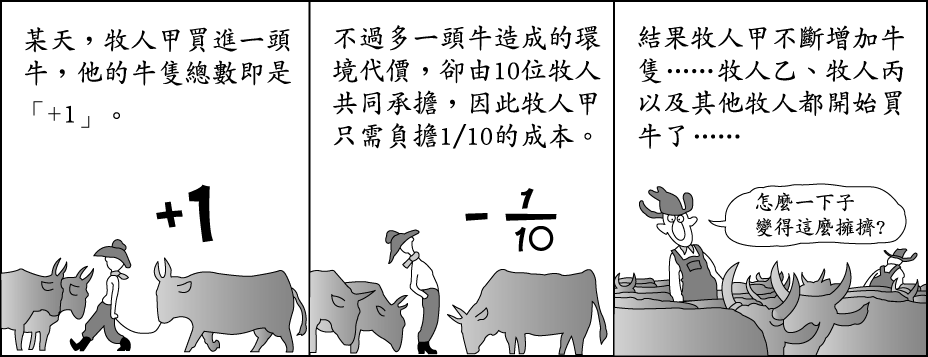 某天，牧人甲買進一頭
牛，他的牛隻總數即是
「+1」。
+1
不過多一頭牛造成的環
境代價，卻由10位牧人
共同承擔，因此牧人甲
只需負擔1/10的成本。
- 1/10
結果牧人甲不斷增加牛
隻……牧人乙、牧人丙
以及其他牧人都開始買
牛了……
怎麼一下子
變得這麼擁擠?